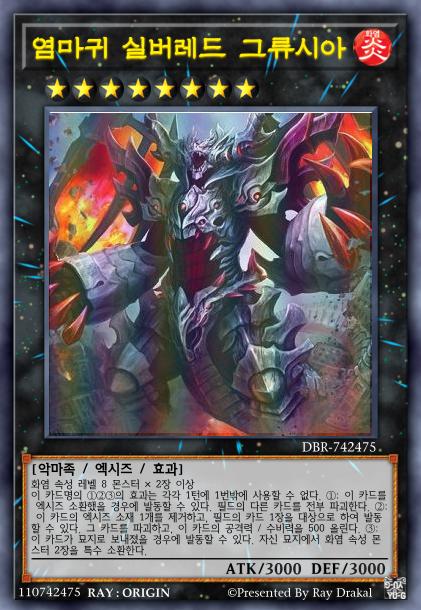 염마귀 실버레드 그류시아
화염
炎
DBR-742475
[악마족 / 엑시즈 / 효과]
화염 속성 레벨 8 몬스터 × 2장 이상
이 카드명의 ①②③의 효과는 각각 1턴에 1번밖에 사용할 수 없다. ①: 이 카드를
엑시즈 소환했을 경우에 발동할 수 있다. 필드의 다른 카드를 전부 파괴한다. ②:
이 카드의 엑시즈 소재 1개를 제거하고, 필드의 카드 1장을 대상으로 하여 발동
할 수 있다. 그 카드를 파괴하고, 이 카드의 공격력 / 수비력을 500 올린다. ③:
이 카드가 묘지로 보내졌을 경우에 발동할 수 있다. 자신 묘지에서 화염 속성 몬
스터 2장을 특수 소환한다.
ATK/3000 DEF/3000
110742475 RAY : ORIGIN ©Presented By Ray Drakal